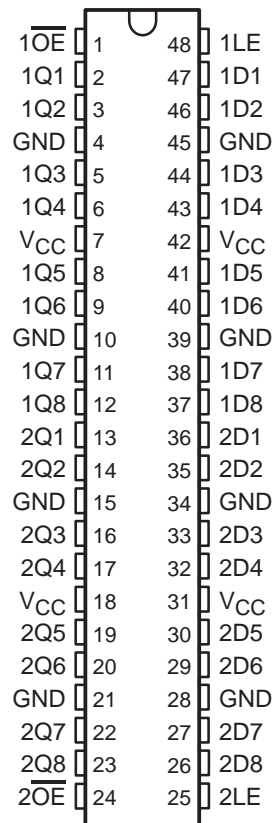 1O̅E̅ 1 48 1LE
1Q1 2 47 1D1
1Q2 3 46 1D2
GND 4 45 GND
1Q3 5 44 1D3
1Q4 6 43 1D4
VCC 7 42 VCC
1Q5 8 41 1D5
1Q6 9 40 1D6
GND 10 39 GND
1Q7 11 38 1D7
1Q8 12 37 1D8
2Q1 13 36 2D1
2Q2 14 35 2D2
GND 15 34 GND
2Q3 16 33 2D3
2Q4 17 32 2D4
VCC 18 31 VCC
2Q5 19 30 2D5
2Q6 20 29 2D6
GND 21 28 GND
2Q7 22 27 2D7
2Q8 23 26 2D8
2O̅E̅ 24 25 2LE